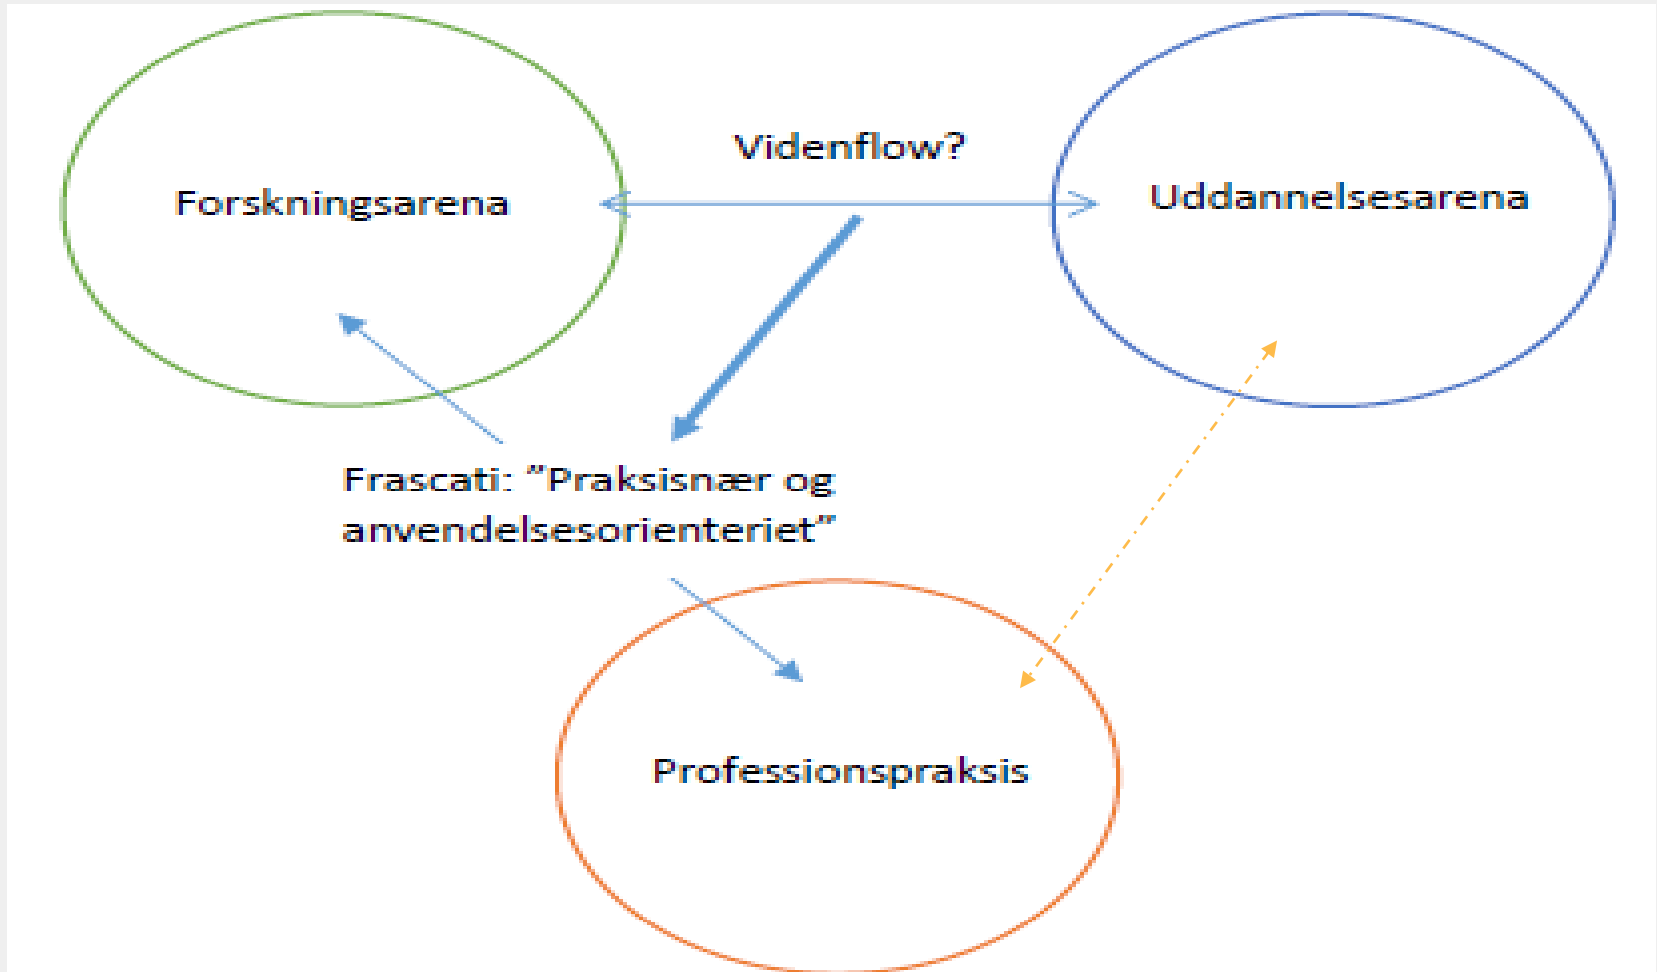 Videnflow?
Forskningsarena
Uddannelsesarena
Frascati: ”Praksisnær og
anvendelsesorienteriet”
Professionspraksis